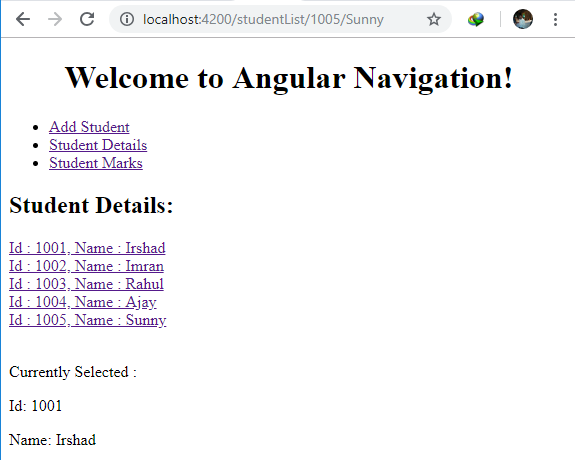 localhost:4200/studentList/1005/Sunny
Welcome to Angular Navigation!
Add Student
Student Details
Student Marks
Student Details:
Id : 1001, Name : Irshad
Id : 1002, Name : Imran
Id : 1003, Name : Rahul
Id : 1004, Name : Ajay
Id : 1005, Name : Sunny
Currently Selected :
Id: 1001
Name: Irshad